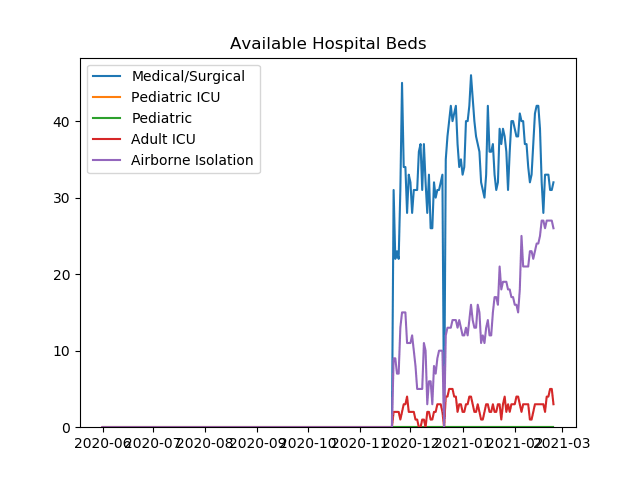 Available Hospital Beds
Medical/Surgical
Pediatric ICU
Pediatric
Adult ICU
Airborne Isolation
40
30
20
10
0
2020-06 2020-07 2020-08 2020-09 2020-10 2020-11 2020-12 2021-01 2021-02 2021-03